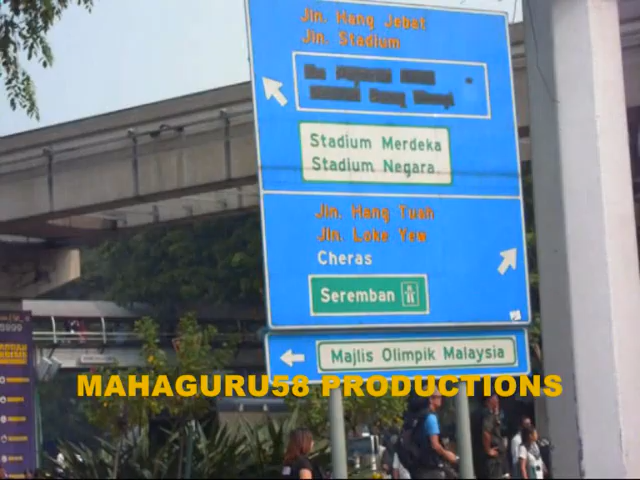 Jln. Hang Jebat
Jln. Stadium
Stadium Merdeka
Stadium Negara
Jln. Hang Tuah
Jln. Loke Yew
Cheras
Seremban
Majlis Olimpik Malaysia
MAHAGURU58 PRODUCTIONS